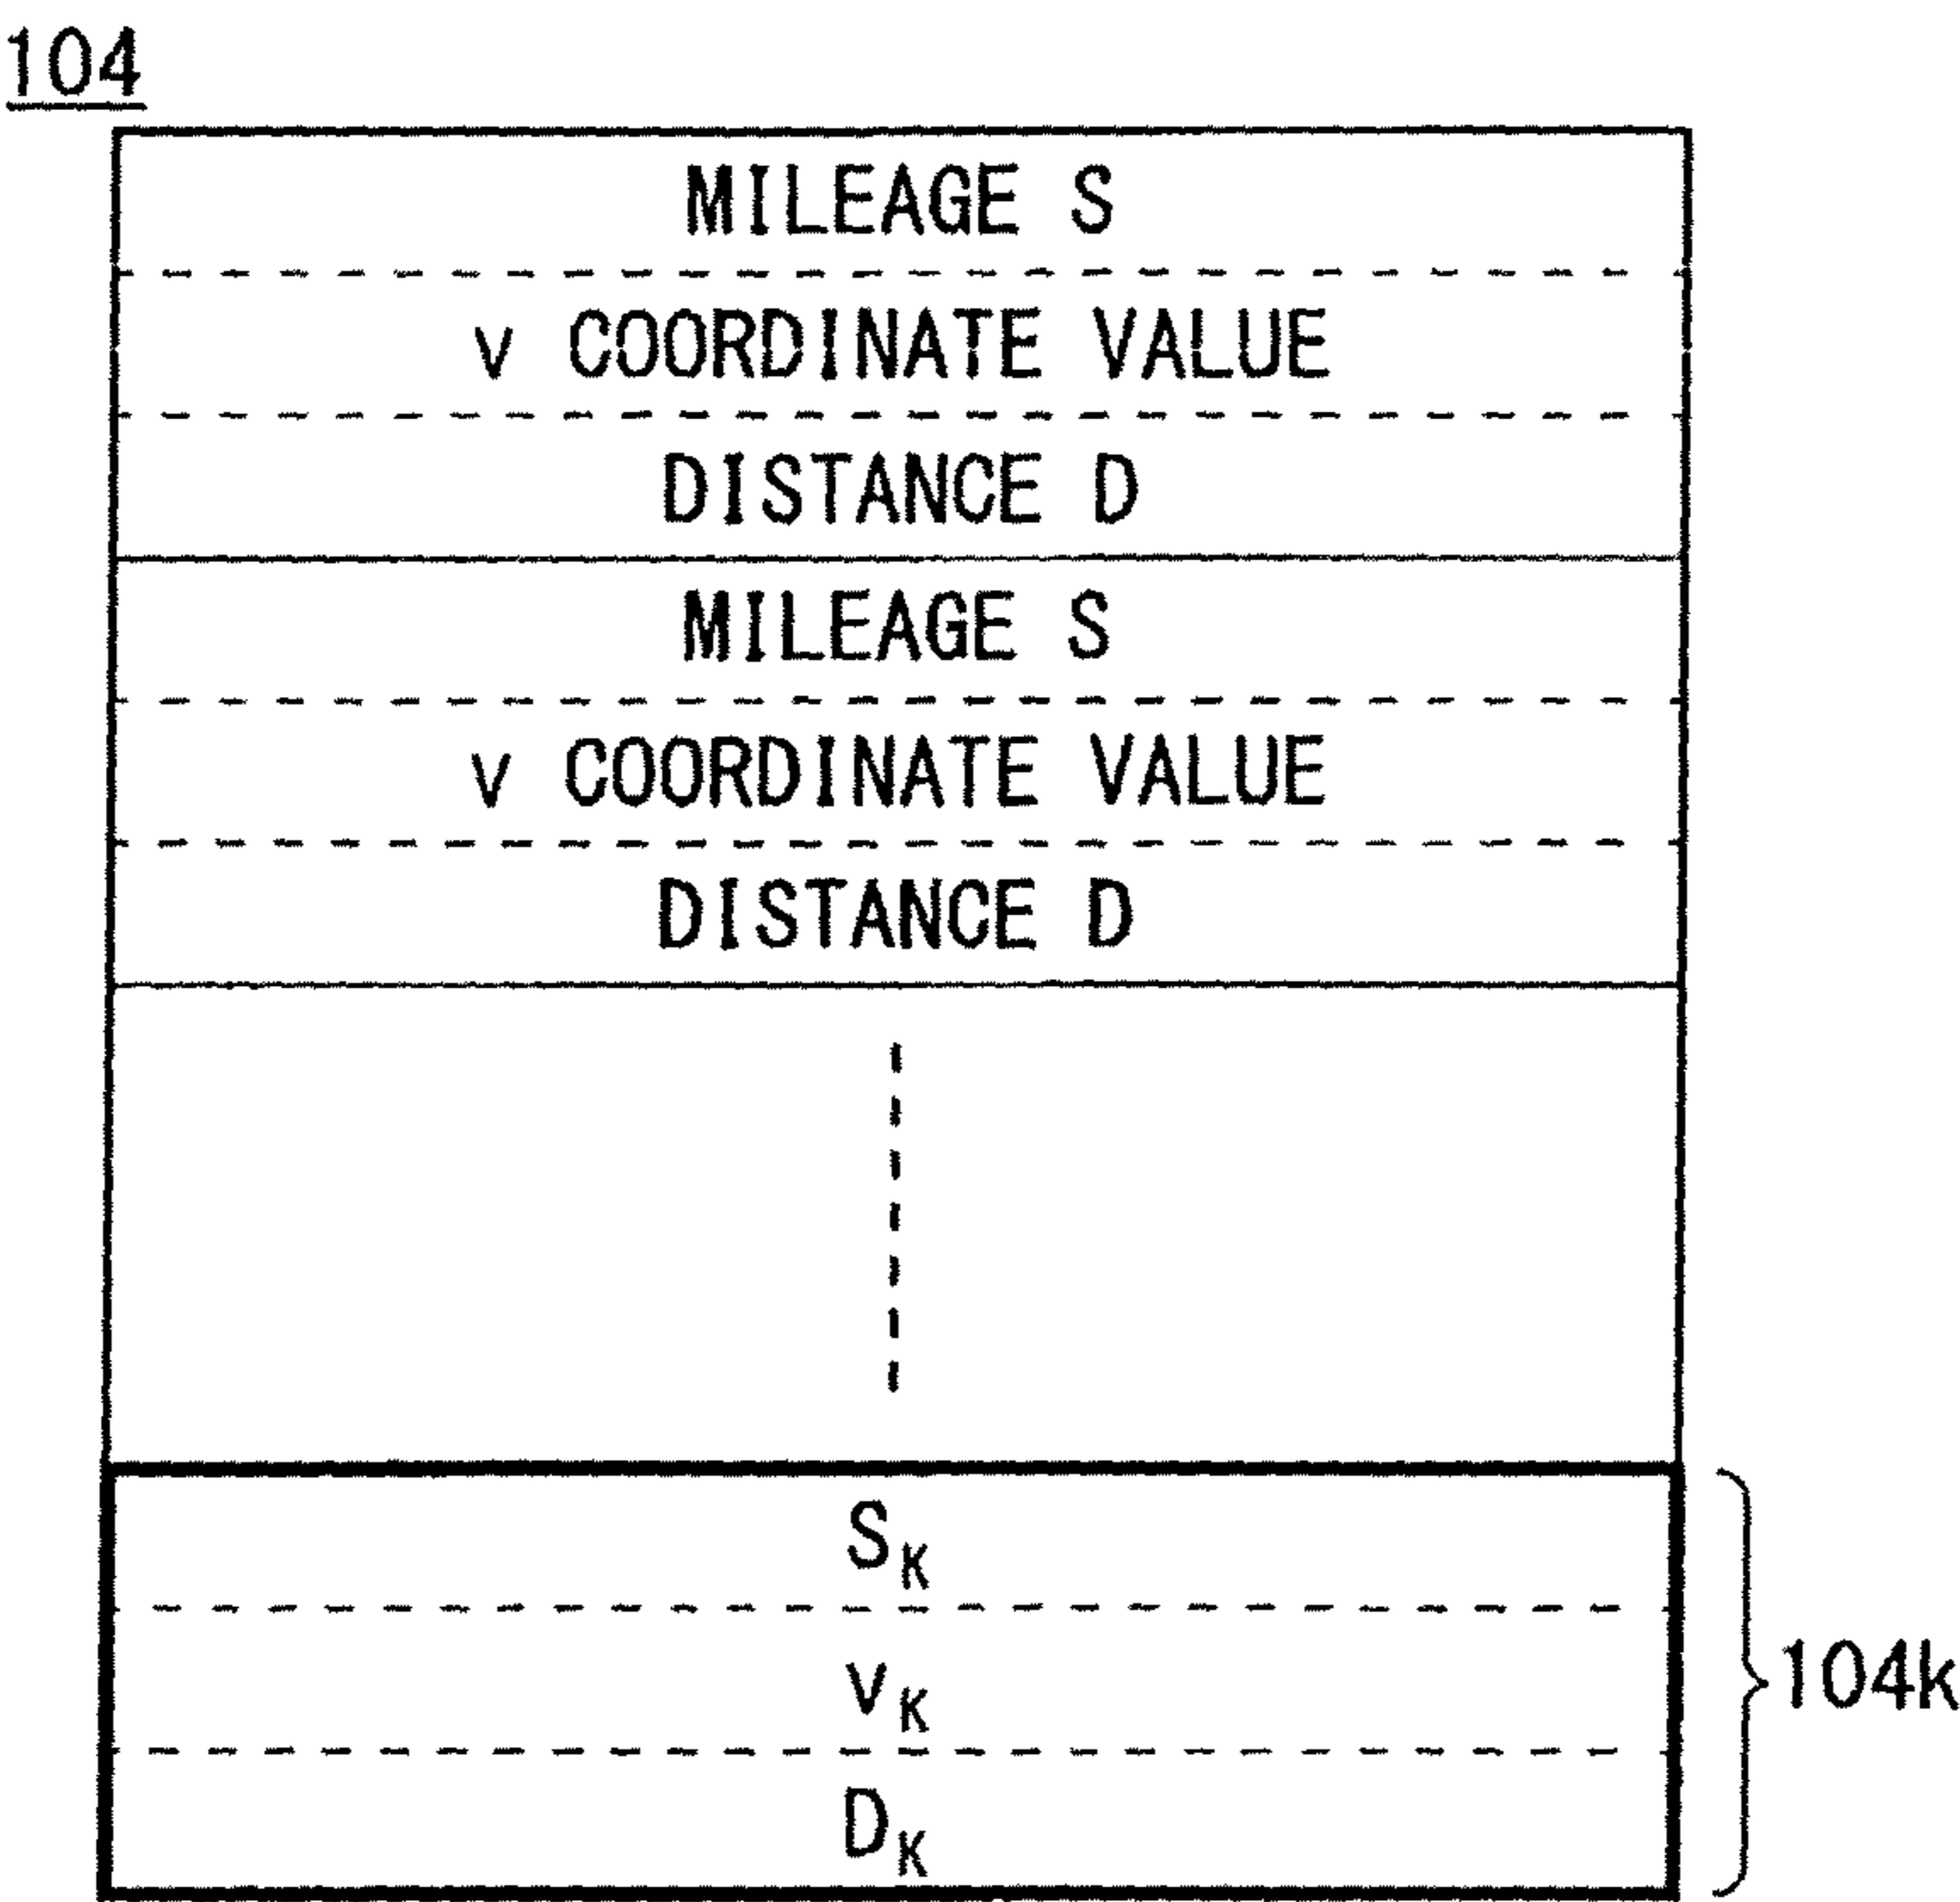 104
MILEAGE S
v COORDINATE VALUE
DISTANCE D
MILEAGE S
v COORDINATE VALUE
DISTANCE D
S_K
v_K
104k
D_K